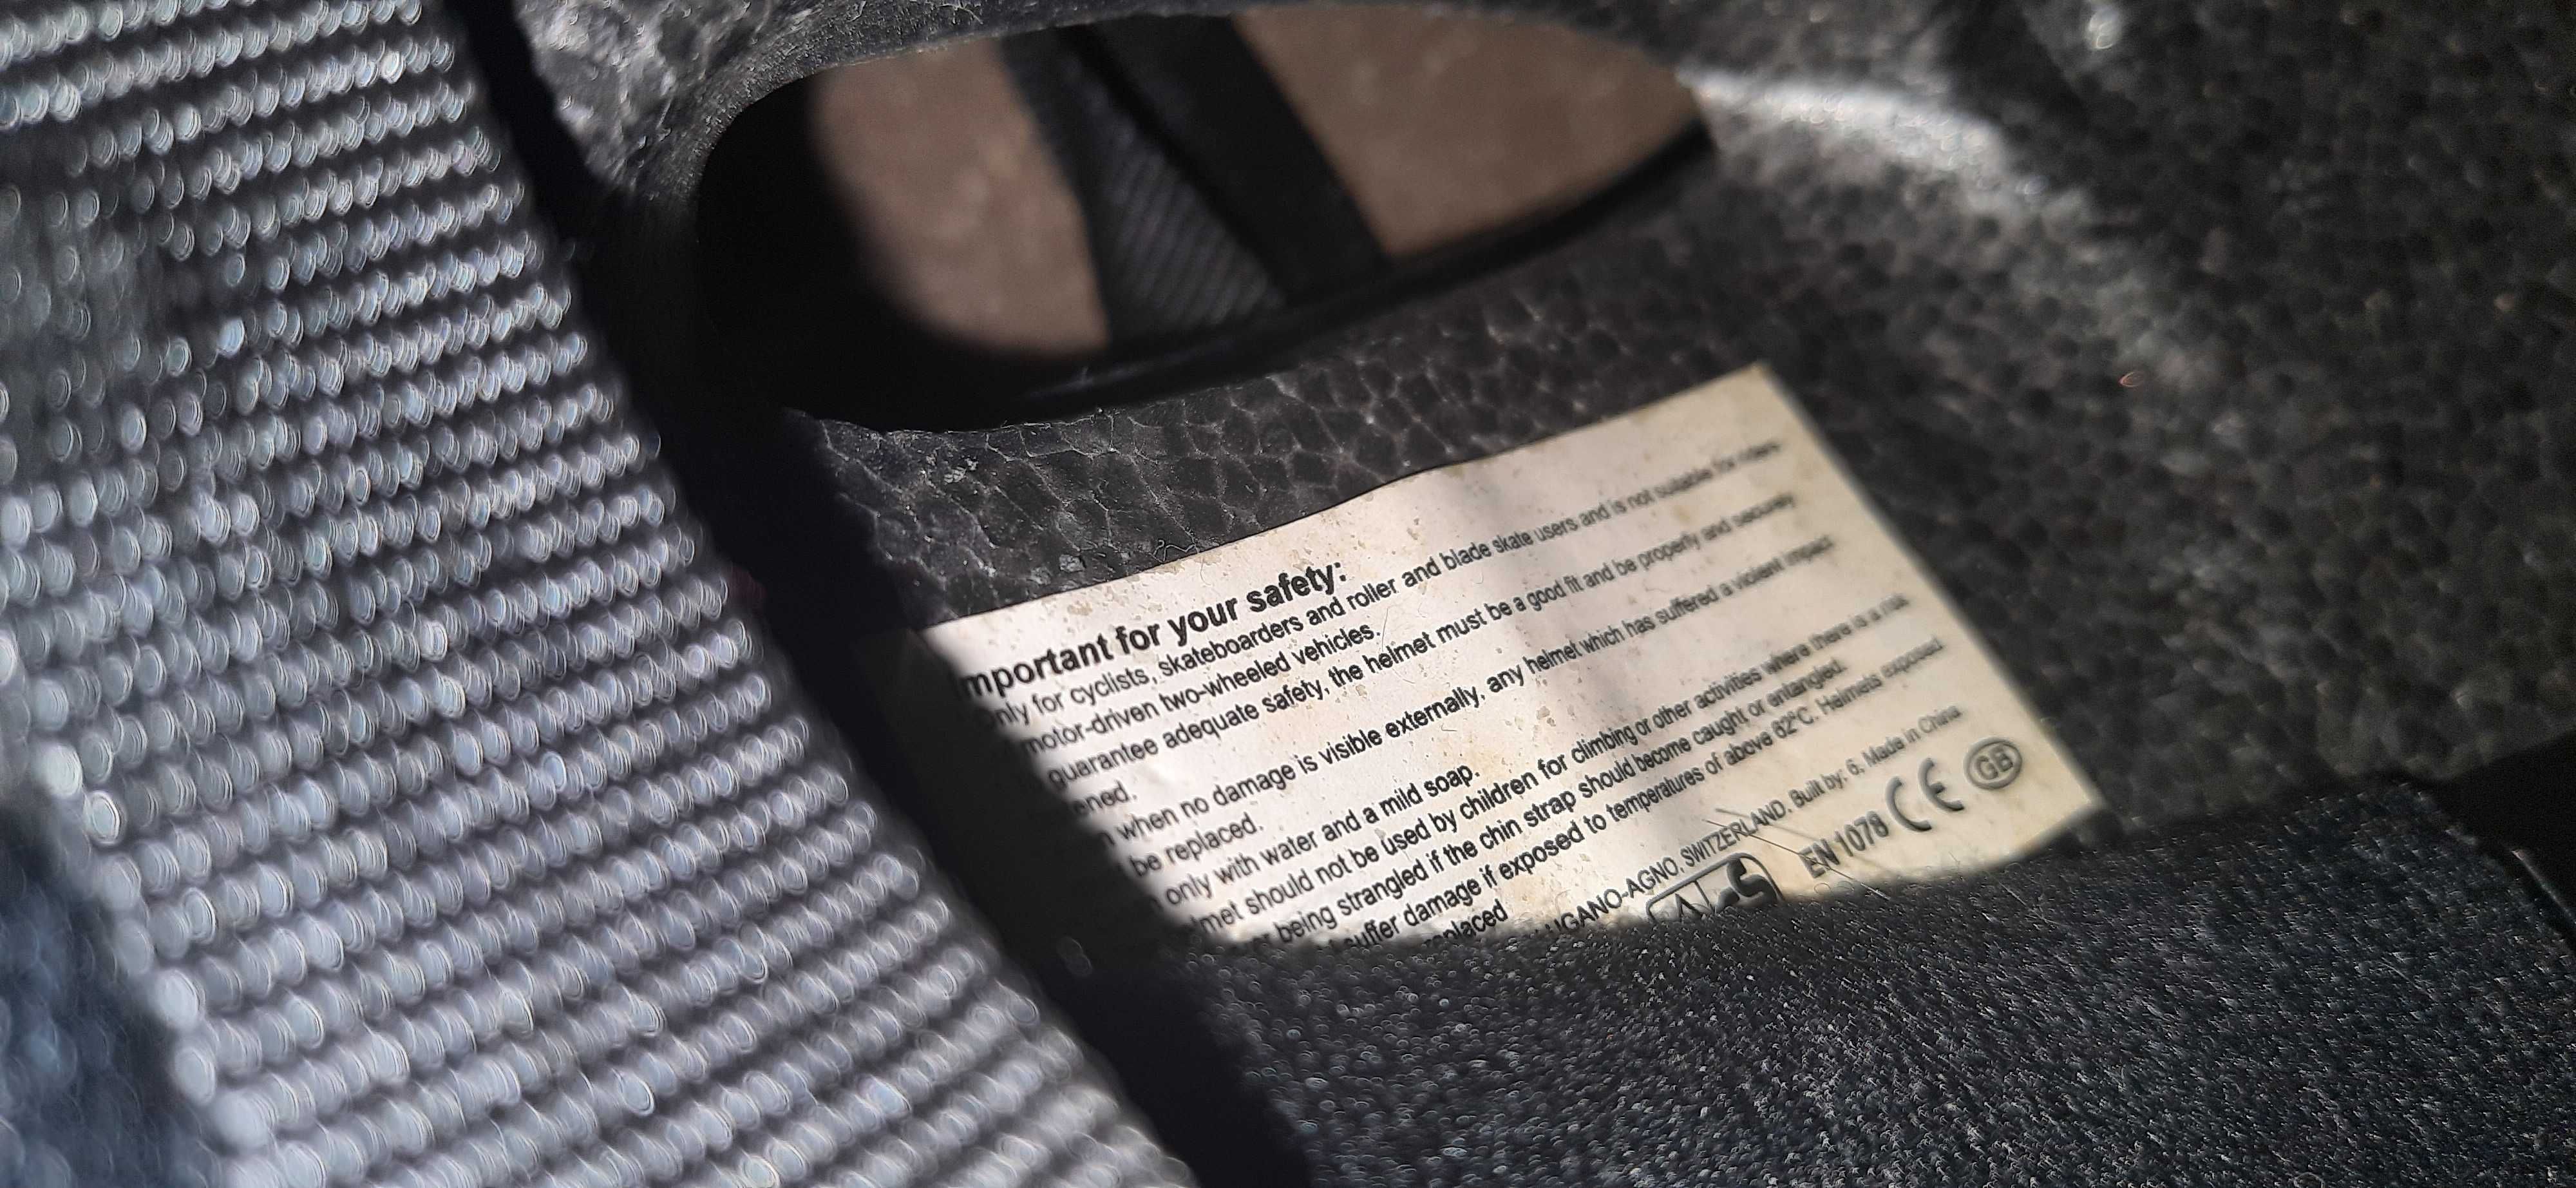 mportant for your safety:
only for cyclists, skateboarders and roller and blade skate users and is not suitable for riders
motor-driven two-wheeled vehicles.
guarantee adequate safety, the helmet must be a good fit and be properly and securely
ened.
when no damage is visible externally, any helmet which has suffered a violent impact
be replaced.
only with water and a mild soap.
lmet should not be used by children for climbing or other activities where there is a risk
being strangled if the chin strap should become caught or entangled.
suffer damage if exposed to temperatures of above 62°C. Helmets exposed
replaced
UGANO-AGNO, SWITZERLAND. Built by: 6, Made in China.
EN 1078 CE GB